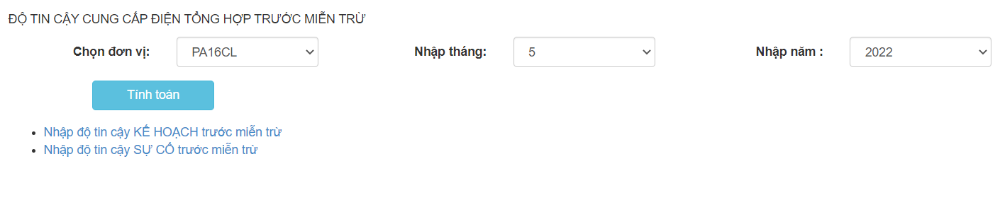 ĐỘ TIN CẬY CUNG CẤP ĐIỆN TỔNG HỢP TRƯỚC MIỄN TRỪ
Chọn đơn vị: PA16CL Nhập tháng: 5 Nhập năm : 2022
Tính toán
Nhập độ tin cậy KẾ HOẠCH trước miễn trừ
Nhập độ tin cậy SỰ CỐ trước miễn trừ